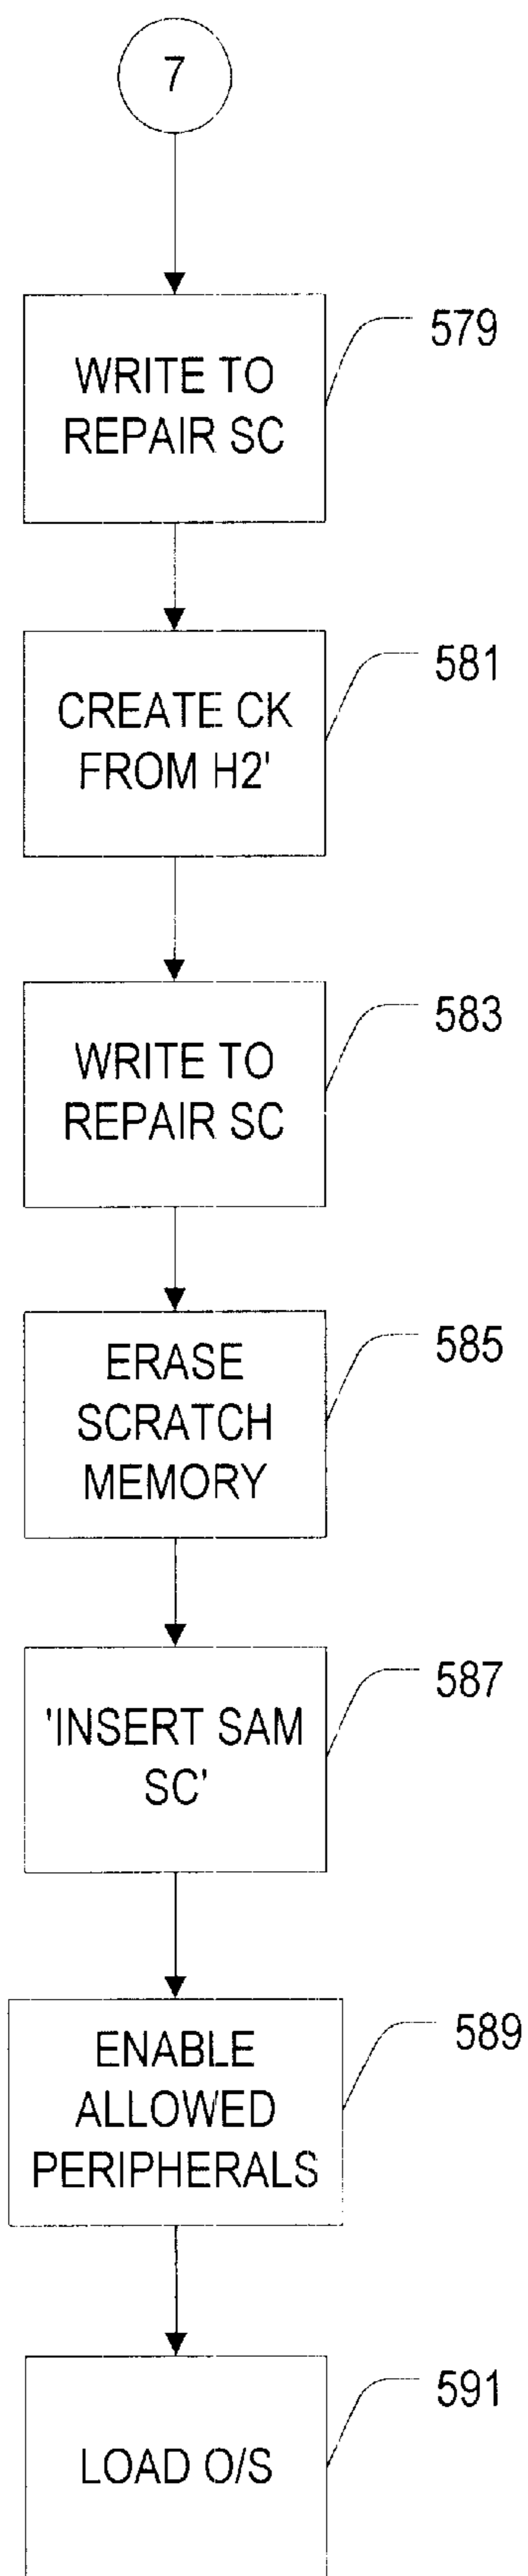 7
579
WRITE TO
REPAIR SC
581
CREATE CK
FROM H2'
583
WRITE TO
REPAIR SC
585
ERASE
SCRATCH
MEMORY
587
'INSERT SAM
SC'
589
ENABLE
ALLOWED
PERIPHERALS
591
LOAD O/S